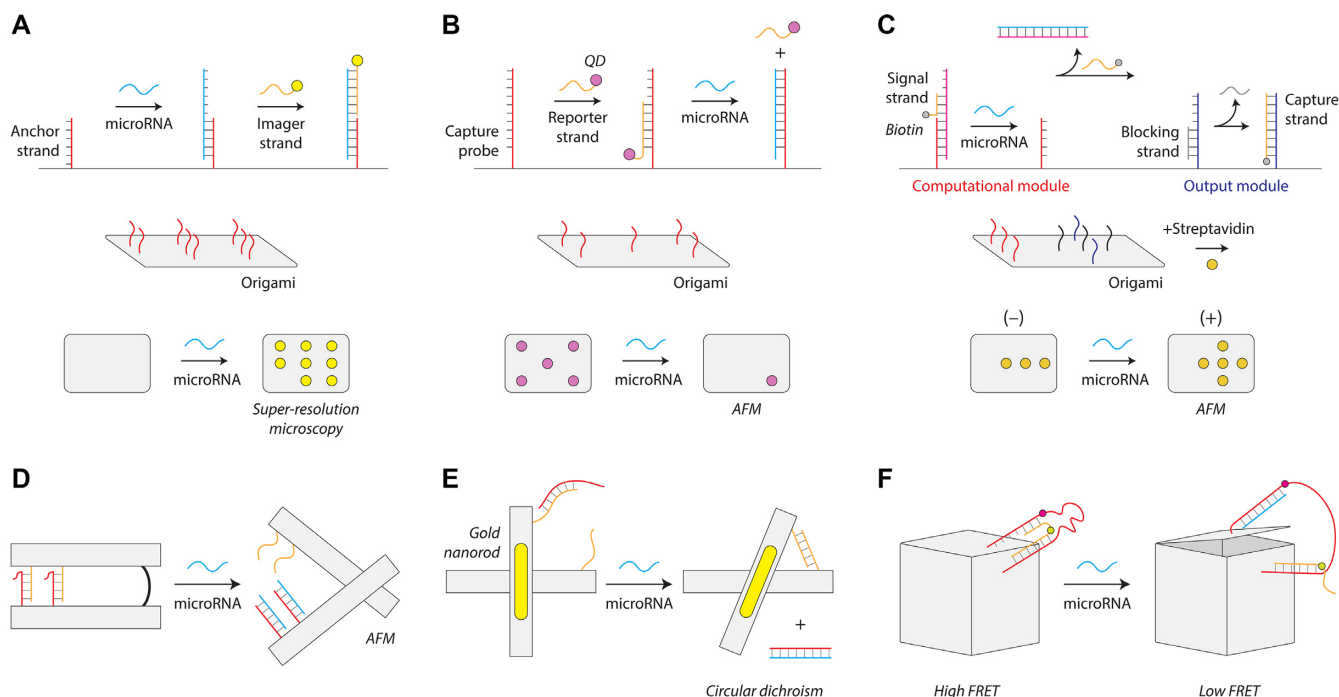 A
microRNA
Anchor
strand
Imager
strand
Origami
microRNA
Super-resolution
microscopy
B
QD
Capture
probe
Reporter
strand
microRNA
+
Origami
microRNA
AFM
C
Signal
strand
Biotin
microRNA
Blocking
strand
Capture
strand
Computational module
Output module
+Streptavidin
Origami
(–)
(+)
microRNA
AFM
D
microRNA
AFM
E
Gold
nanorod
microRNA
+
Circular dichroism
F
microRNA
High FRET
Low FRET